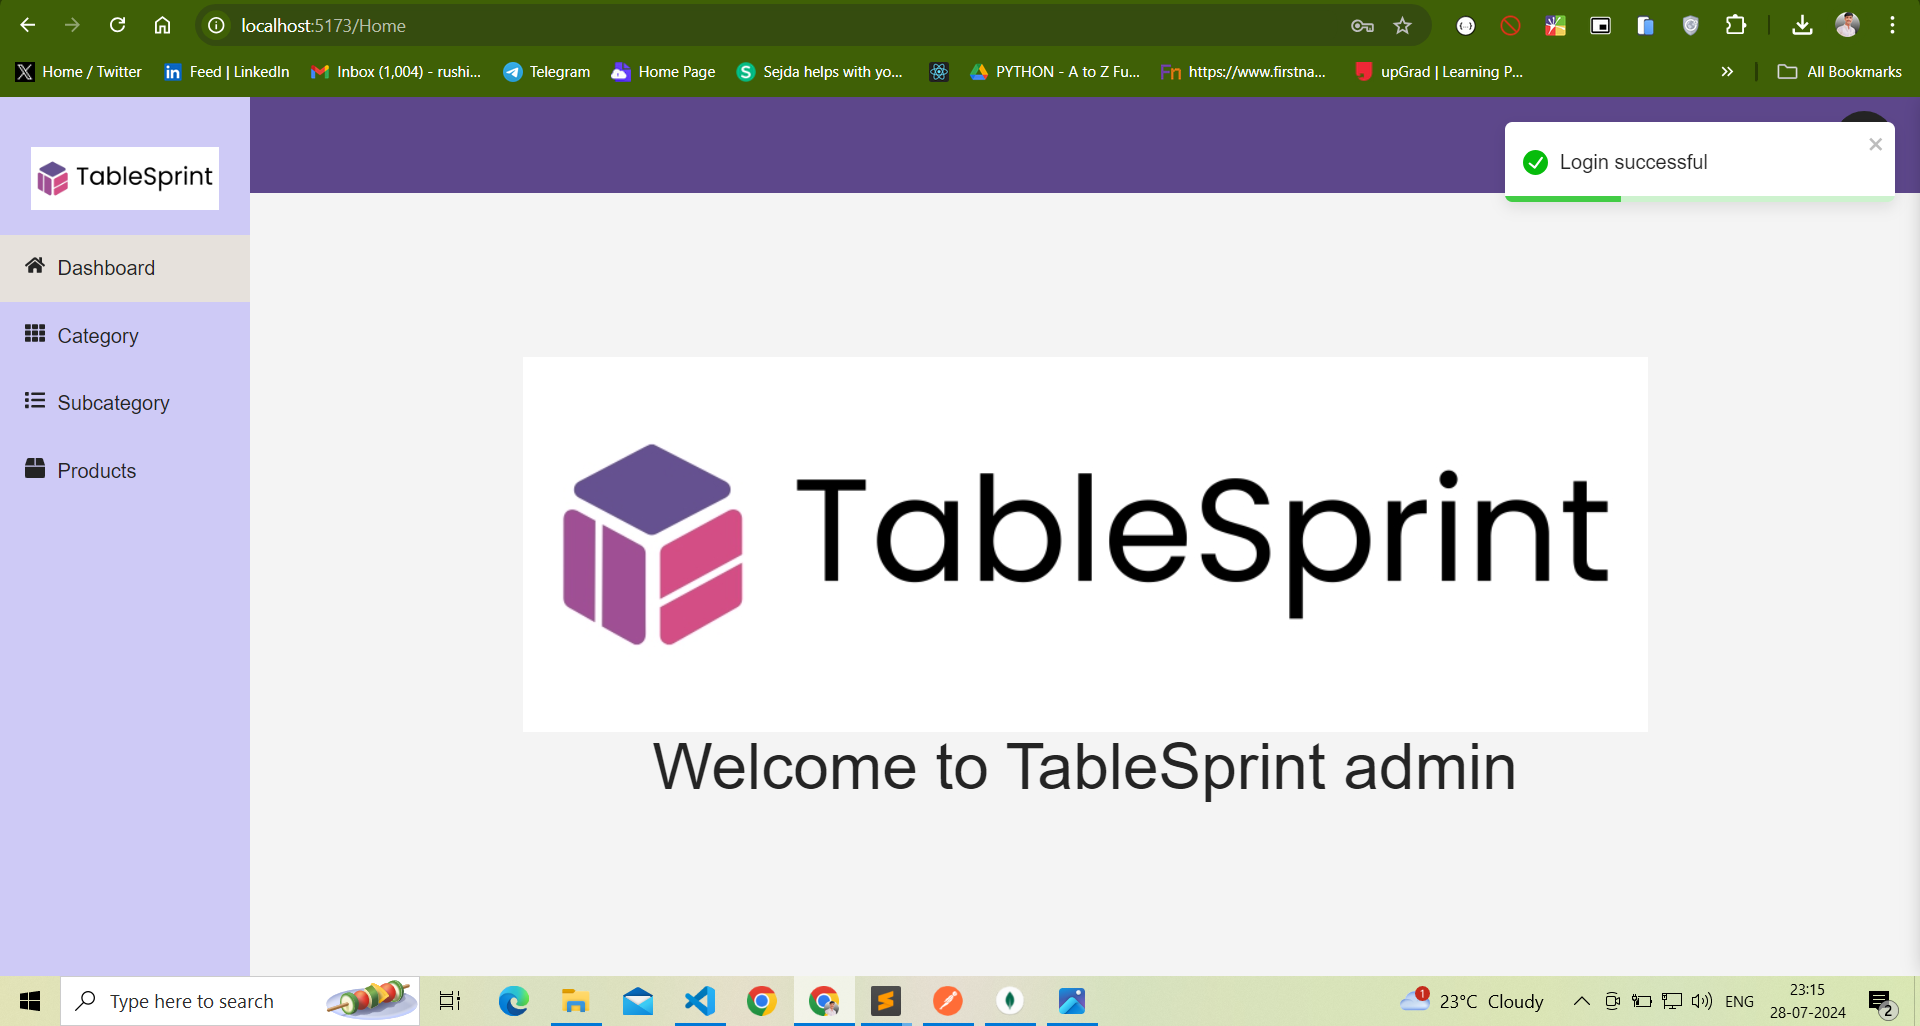 localhost:5173/Home
Home / Twitter
Feed | LinkedIn
Inbox (1,004) - rushi...
Telegram
Home Page
Sejda helps with yo...
PYTHON - A to Z Fu...
https://www.firstna...
upGrad | Learning P...
All Bookmarks
TableSprint
Login successful
Dashboard
Category
Subcategory
Products
TableSprint
Welcome to TableSprint admin
Type here to search
1
23°C Cloudy
ENG
23:15
28-07-2024
2